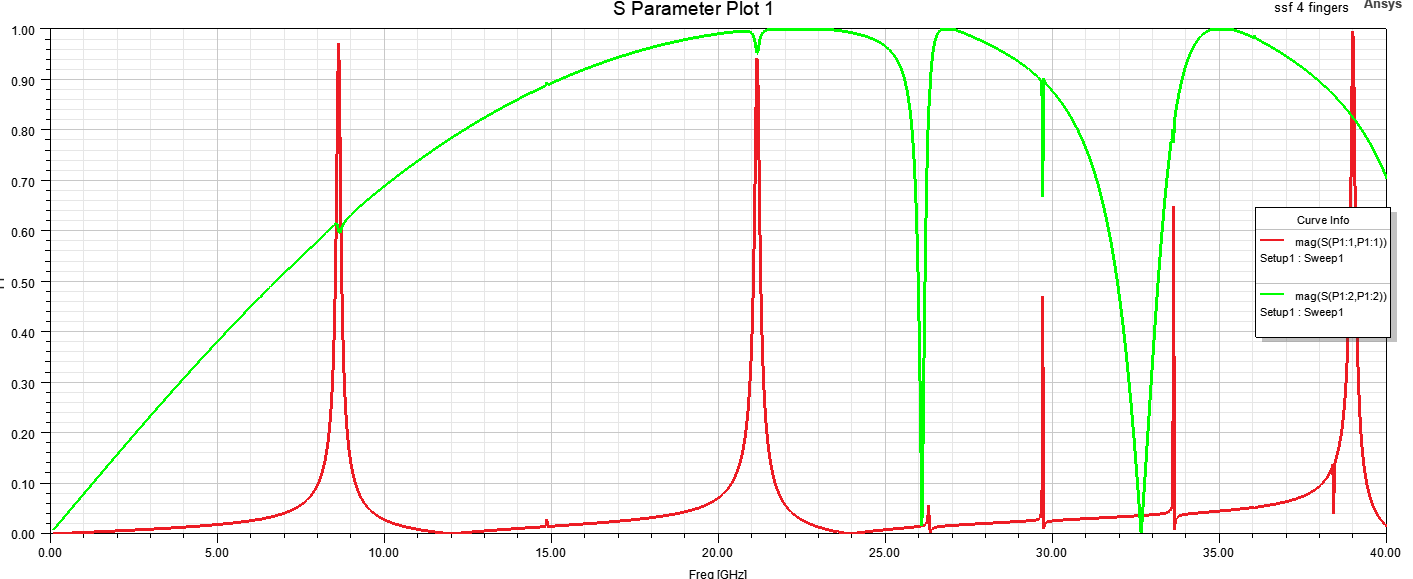 S Parameter Plot 1
ssf 4 fingers
Ansys
1.00
0.90
0.80
0.70
0.60
0.50
0.40
0.30
0.20
0.10
0.00
Curve Info
mag(S(P1:1,P1:1))
Setup1 : Sweep1
mag(S(P1:2,P1:2))
Setup1 : Sweep1
0.00 5.00 10.00 15.00 20.00 25.00 30.00 35.00 40.00
Freq [GHz]